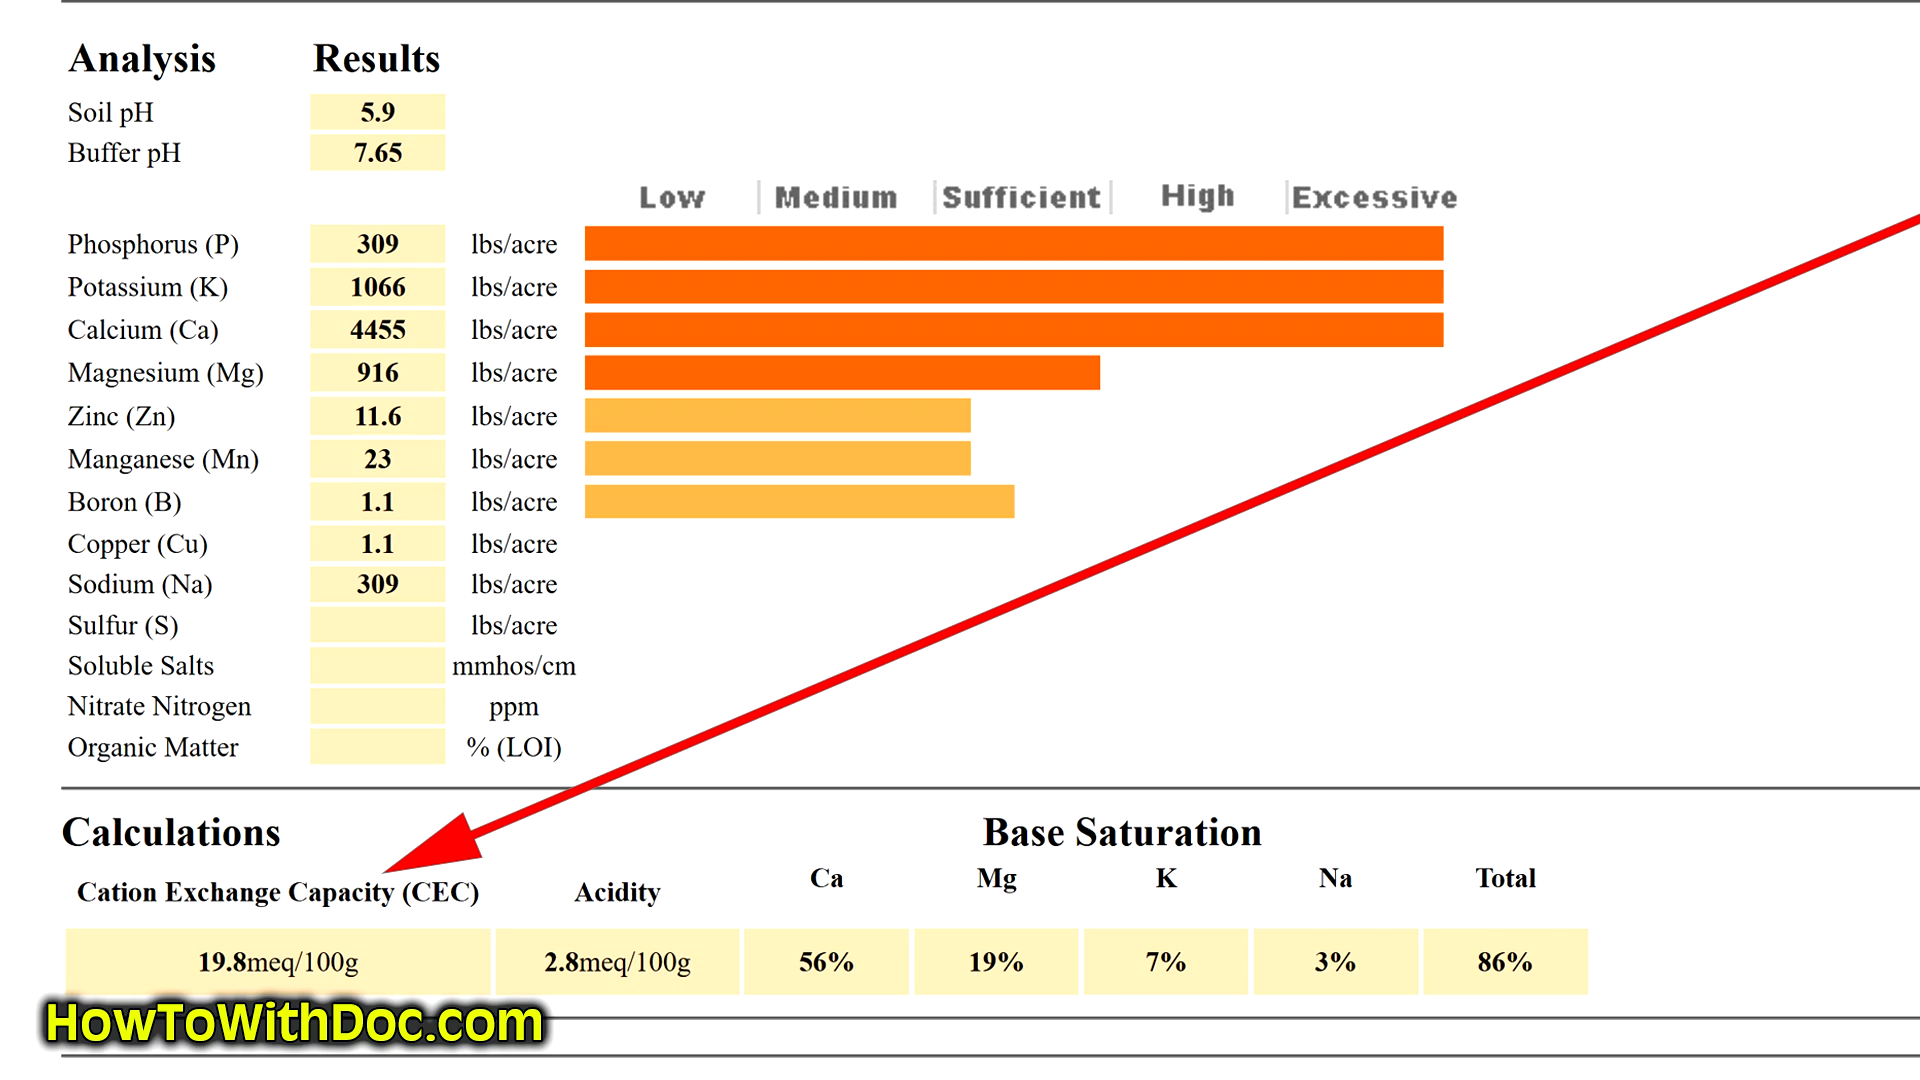 Analysis Results
Soil pH 5.9
Buffer pH 7.65
Low Medium Sufficient High Excessive
Phosphorus (P) 309 lbs/acre
Potassium (K) 1066 lbs/acre
Calcium (Ca) 4455 lbs/acre
Magnesium (Mg) 916 lbs/acre
Zinc (Zn) 11.6 lbs/acre
Manganese (Mn) 23 lbs/acre
Boron (B) 1.1 lbs/acre
Copper (Cu) 1.1 lbs/acre
Sodium (Na) 309 lbs/acre
Sulfur (S) lbs/acre
Soluble Salts mmhos/cm
Nitrate Nitrogen ppm
Organic Matter % (LOI)
Calculations Base Saturation
Cation Exchange Capacity (CEC) Acidity Ca Mg K Na Total
19.8meq/100g 2.8meq/100g 56% 19% 7% 3% 86%
HowToWithDoc.com